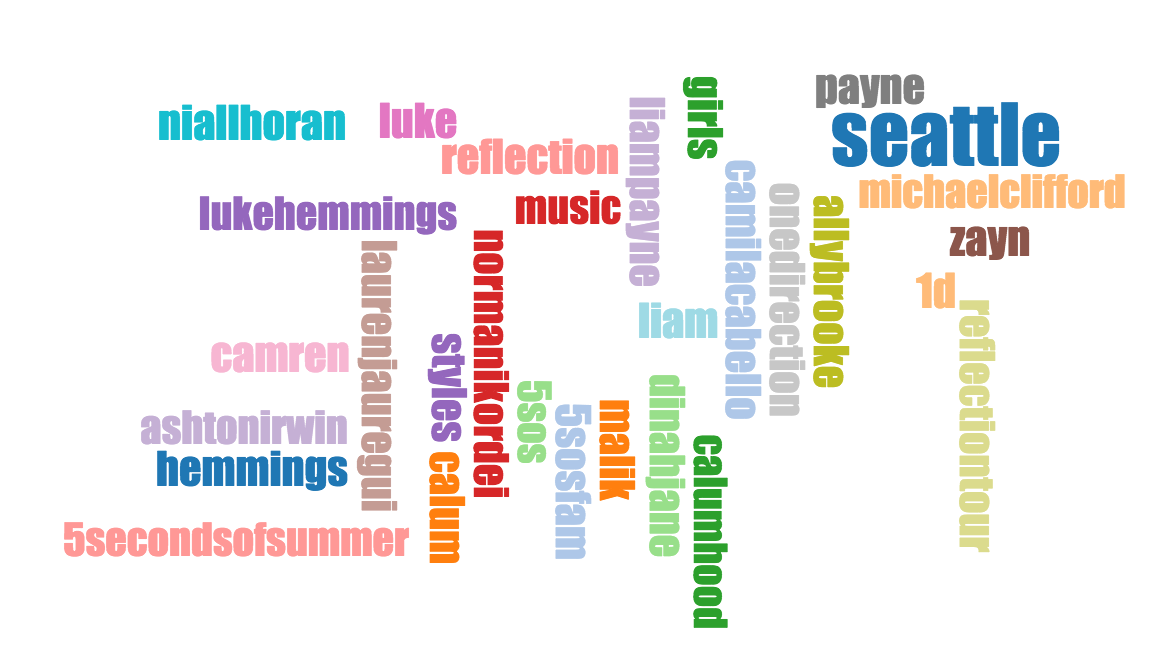 payne
girls
niallhoran
luke
liampayne
seattle
reflection
camilacabello
michaelclifford
onedirection
lukehemmings
music
allybrooke
zayn
normanikordei
laurenjauregui
1d
liam
reflectiontour
camren
styles
dinahjane
5sos
malik
5sosfam
ashtonirwin
calumhood
hemmings
calum
5secondsofsummer